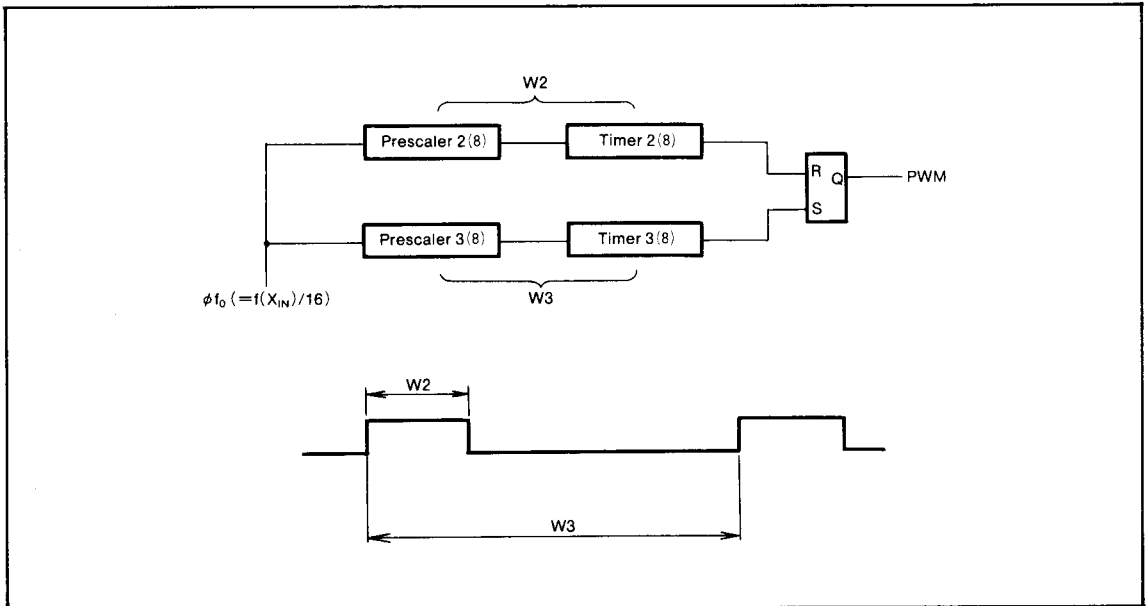 W2
Prescaler 2(8)
Timer 2(8)
R Q
PWM
S
Prescaler 3(8)
Timer 3(8)
W3
φf₀ (=f(X_IN)/16)
W2
W3